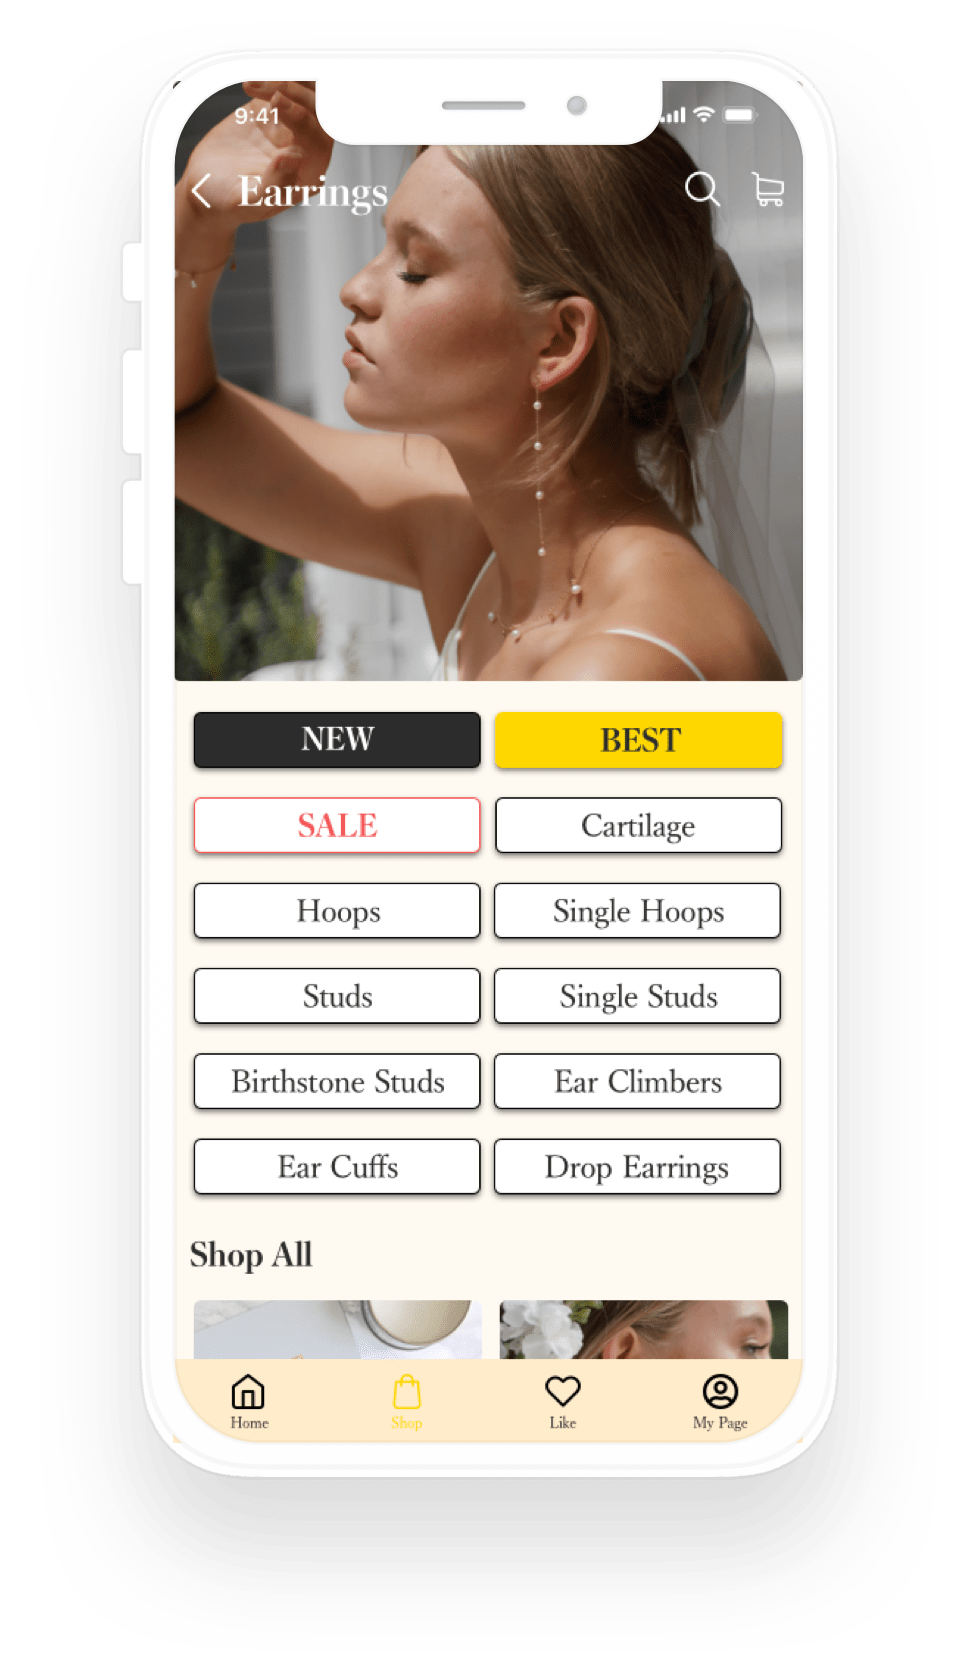 9:41
Earrings
NEW
BEST
SALE
Cartilage
Hoops
Single Hoops
Studs
Single Studs
Birthstone Studs
Ear Climbers
Ear Cuffs
Drop Earrings
Shop All
Home
Shop
Like
My Page